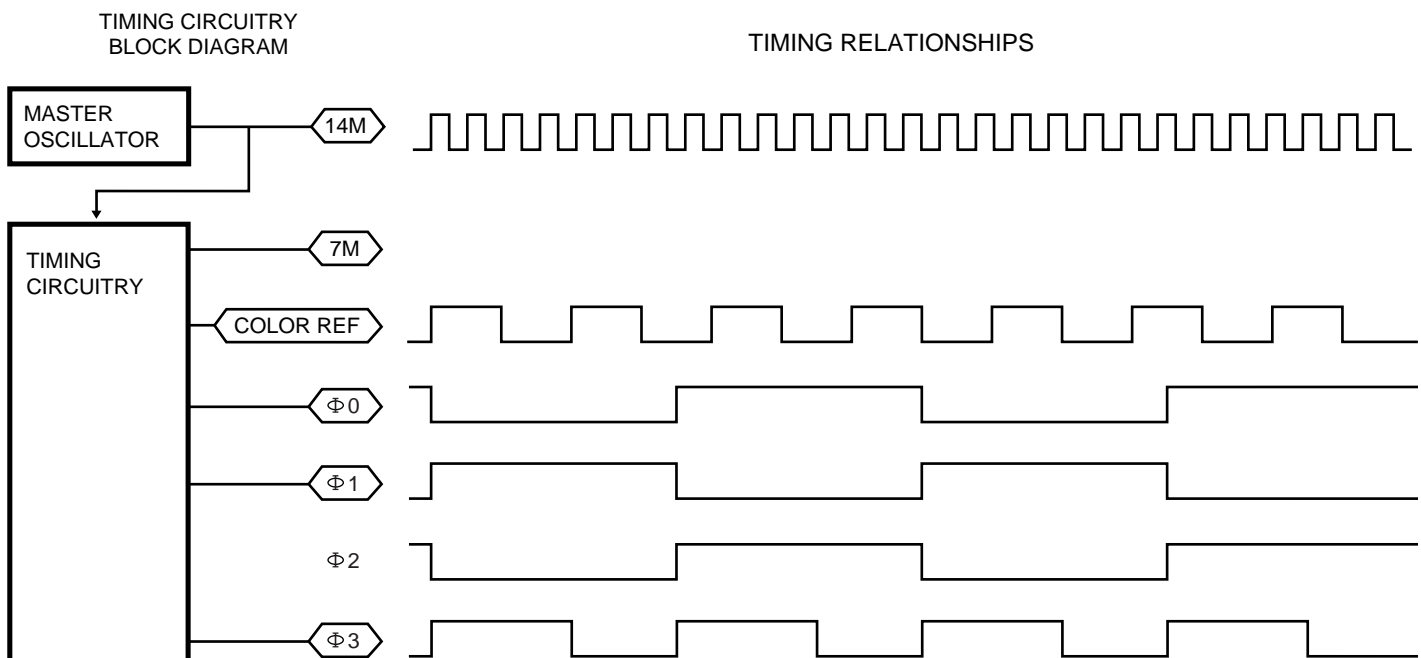 TIMING CIRCUITRY
BLOCK DIAGRAM
TIMING RELATIONSHIPS
MASTER
OSCILLATOR
14M
TIMING
CIRCUITRY
7M
COLOR REF
Φ0
Φ1
Φ2
Φ3